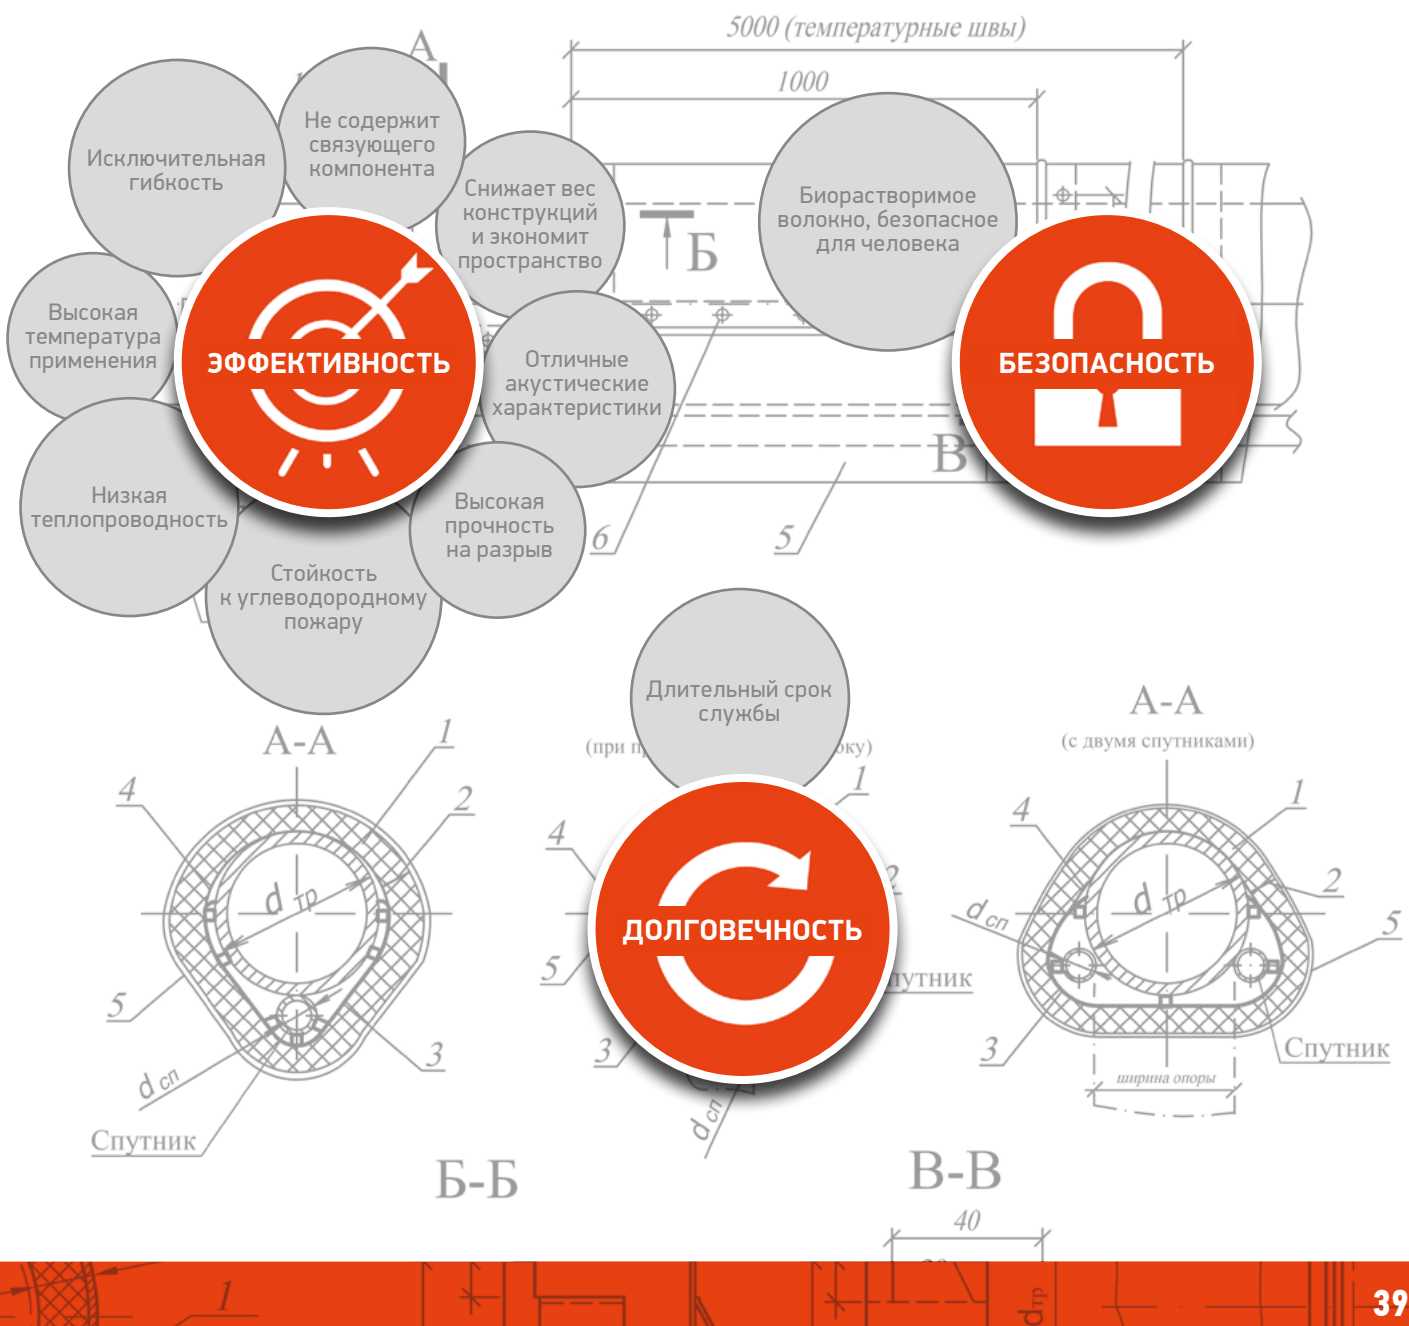 5000 (температурные швы)
1000
А
Не содержит
связующего
компонента
Исключительная
гибкость
Снижает вес
конструкций
и экономит
пространство
Биорастворимое
волокно, безопасное
для человека
Б
Высокая
температура
применения
ЭФФЕКТИВНОСТЬ
Отличные
акустические
характеристики
БЕЗОПАСНОСТЬ
В
Низкая
теплопроводность
Высокая
прочность
на разрыв
6
5
Стойкость
к углеводородному
пожару
Длительный срок
службы
А-А
1
4
2
d тр
5
3
d сп
Спутник
(при
1
4
2
ДОЛГОВЕЧНОСТЬ
5
3
d сп
А-А
(с двумя спутниками)
1
4
2
d тр
d сп
5
3
Спутник
ширина опоры
Б-Б
В-В
40
1
dтр
39